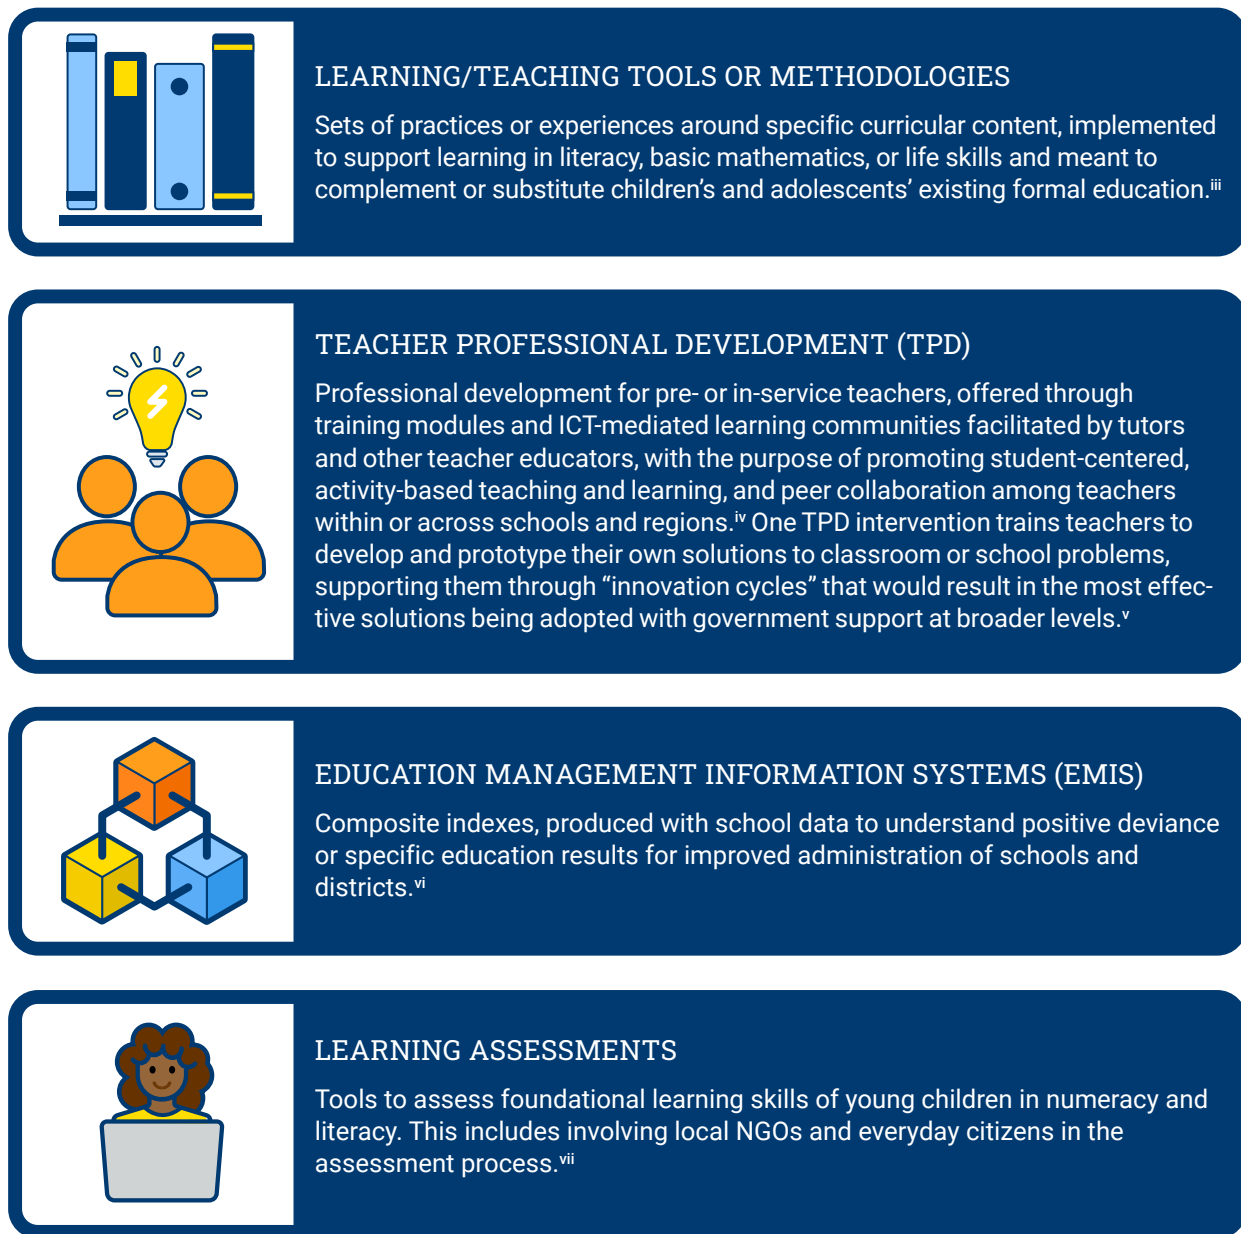 LEARNING/TEACHING TOOLS OR METHODOLOGIES
Sets of practices or experiences around specific curricular content, implemented
to support learning in literacy, basic mathematics, or life skills and meant to
complement or substitute children’s and adolescents’ existing formal education.iii
TEACHER PROFESSIONAL DEVELOPMENT (TPD)
Professional development for pre- or in-service teachers, offered through
training modules and ICT-mediated learning communities facilitated by tutors
and other teacher educators, with the purpose of promoting student-centered,
activity-based teaching and learning, and peer collaboration among teachers
within or across schools and regions.iv One TPD intervention trains teachers to
develop and prototype their own solutions to classroom or school problems,
supporting them through “innovation cycles” that would result in the most effec-
tive solutions being adopted with government support at broader levels.v
EDUCATION MANAGEMENT INFORMATION SYSTEMS (EMIS)
Composite indexes, produced with school data to understand positive deviance
or specific education results for improved administration of schools and
districts.vi
LEARNING ASSESSMENTS
Tools to assess foundational learning skills of young children in numeracy and
literacy. This includes involving local NGOs and everyday citizens in the
assessment process.vii